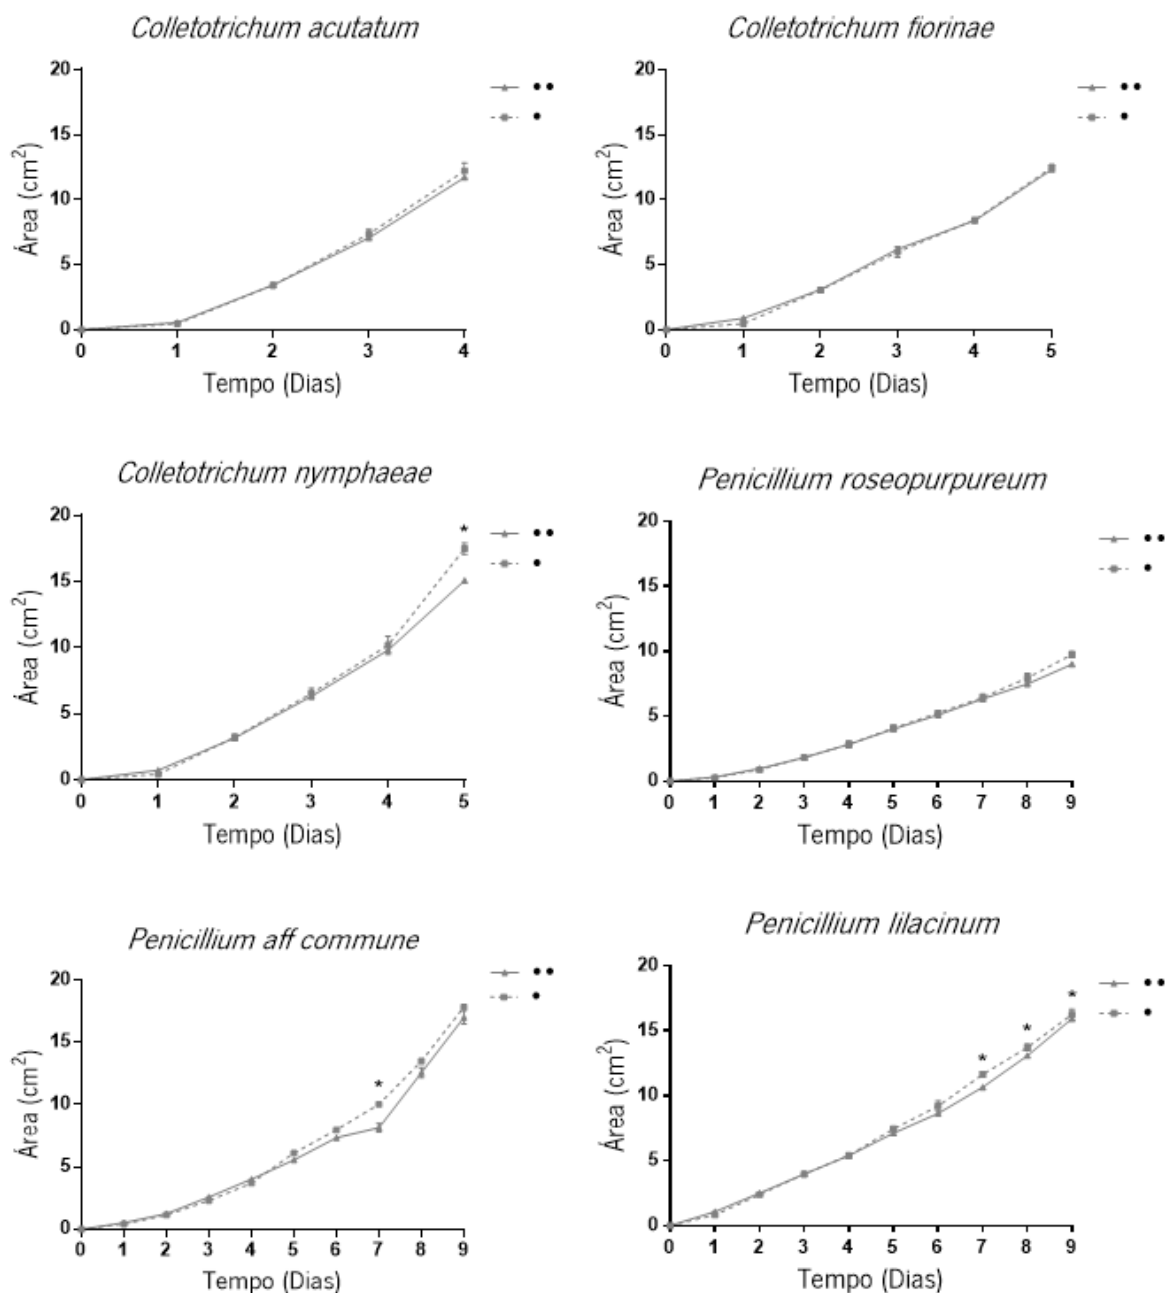 Colletotrichum acutatum
20
15
10
5
0
Área (cm²)
0 1 2 3 4
Tempo (Dias)
●●
●
Colletotrichum fiorinae
20
15
10
5
0
Área (cm²)
0 1 2 3 4 5
Tempo (Dias)
●●
●
Colletotrichum nymphaeae
20
15
10
5
0
Área (cm²)
*
0 1 2 3 4 5
Tempo (Dias)
●●
●
Penicillium roseopurpureum
20
15
10
5
0
Área (cm²)
0 1 2 3 4 5 6 7 8 9
Tempo (Dias)
●●
●
Penicillium aff commune
20
15
10
5
0
Área (cm²)
*
0 1 2 3 4 5 6 7 8 9
Tempo (Dias)
●●
●
Penicillium lilacinum
20
15
10
5
0
Área (cm²)
* * *
0 1 2 3 4 5 6 7 8 9
Tempo (Dias)
●●
●